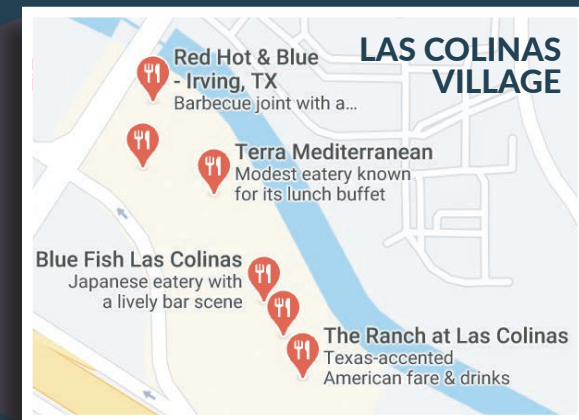 LAS COLINAS
VILLAGE
Red Hot & Blue
- Irving, TX
Barbecue joint with a...
Terra Mediterranean
Modest eatery known
for its lunch buffet
Blue Fish Las Colinas
Japanese eatery with
a lively bar scene
The Ranch at Las Colinas
Texas-accented
American fare & drinks